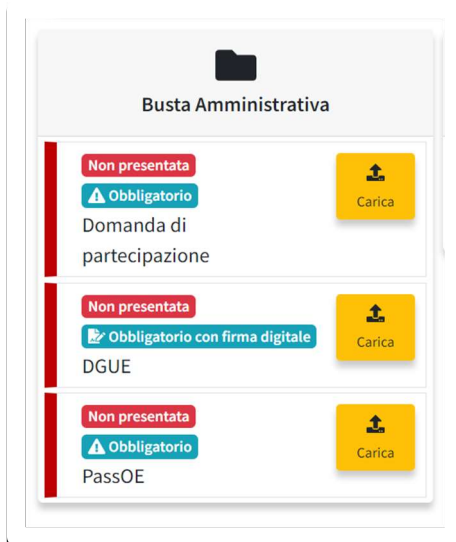 Busta Amministrativa
Non presentata
Obbligatorio
Carica
Domanda di
partecipazione
Non presentata
Obbligatorio con firma digitale
Carica
DGUE
Non presentata
Obbligatorio
Carica
PassOE